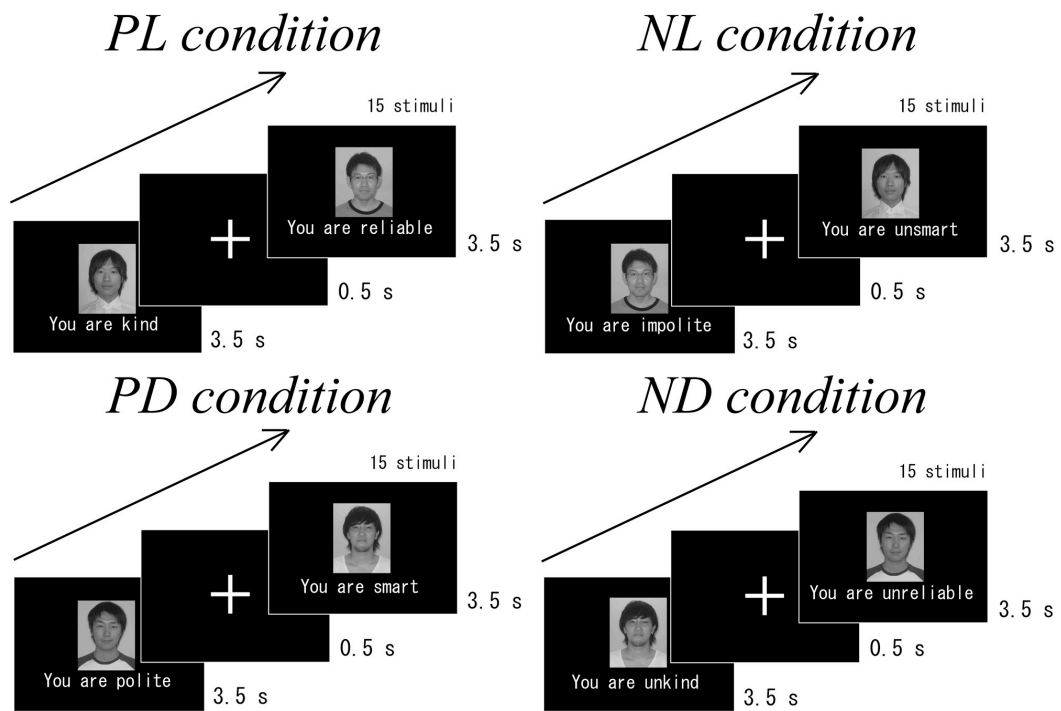 PL condition
15 stimuli
You are reliable
3.5 s
0.5 s
You are kind
3.5 s
NL condition
15 stimuli
You are unsmart
3.5 s
0.5 s
You are impolite
3.5 s
PD condition
15 stimuli
You are smart
3.5 s
0.5 s
You are polite
3.5 s
ND condition
15 stimuli
You are unreliable
3.5 s
0.5 s
You are unkind
3.5 s